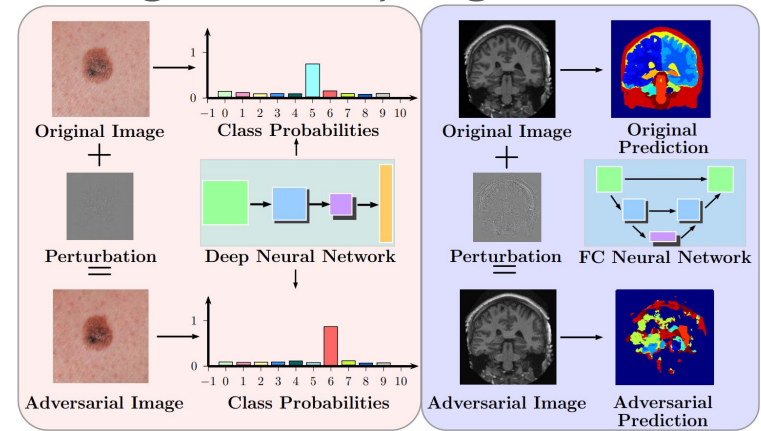 1
0
−1 0 1 2 3 4 5 6 7 8 9 10
Original Image
Class Probabilities
+
Perturbation
Deep Neural Network
=
1
0
−1 0 1 2 3 4 5 6 7 8 9 10
Adversarial Image
Class Probabilities
Original Image
Original
Prediction
+
Perturbation
FC Neural Network
=
Adversarial Image
Adversarial
Prediction